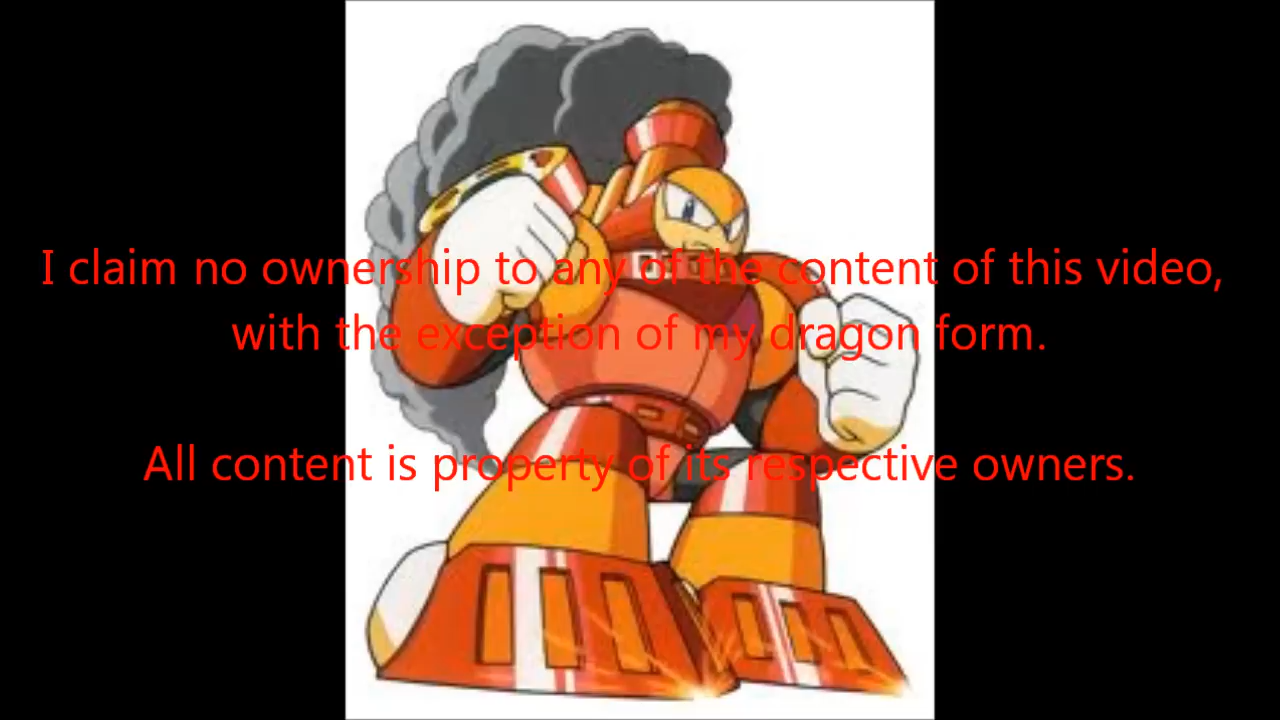 I claim no ownership to any of the content of this video,
with the exception of my dragon form.
All content is property of its respective owners.